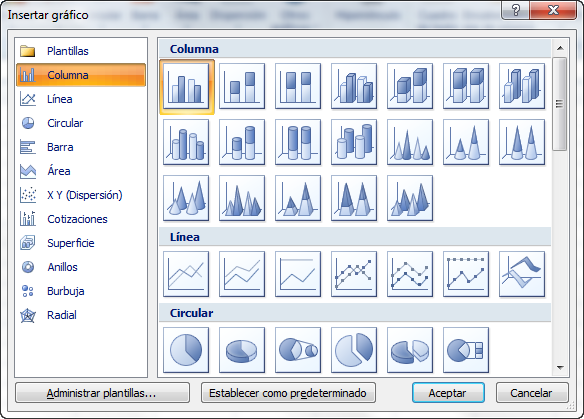 Insertar gráfico
Plantillas
Columna
Línea
Circular
Barra
Área
X Y (Dispersión)
Cotizaciones
Superficie
Anillos
Burbuja
Radial
Columna
Línea
Circular
Administrar plantillas...
Establecer como predeterminado
Aceptar
Cancelar